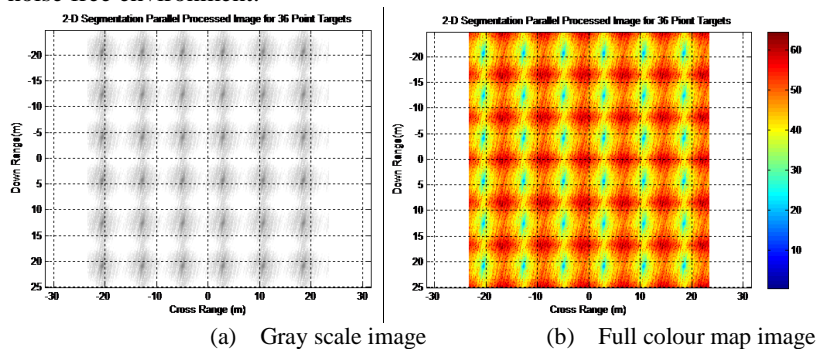 noise free environment.
2-D Segmentation Parallel Processed Image for 36 Point Targets
-20
-15
-10
-5
0
5
10
15
20
25
Down Range(m)
-30 -20 -10 0 10 20 30
Cross Range (m)
2-D Segmentation Parallel Processed Image for 36 Piont Targets
-20
-15
-10
-5
0
5
10
15
20
25
Down Range(m)
-30 -20 -10 0 10 20 30
Cross Range (m)
60
50
40
30
20
10
(a) Gray scale image (b) Full colour map image